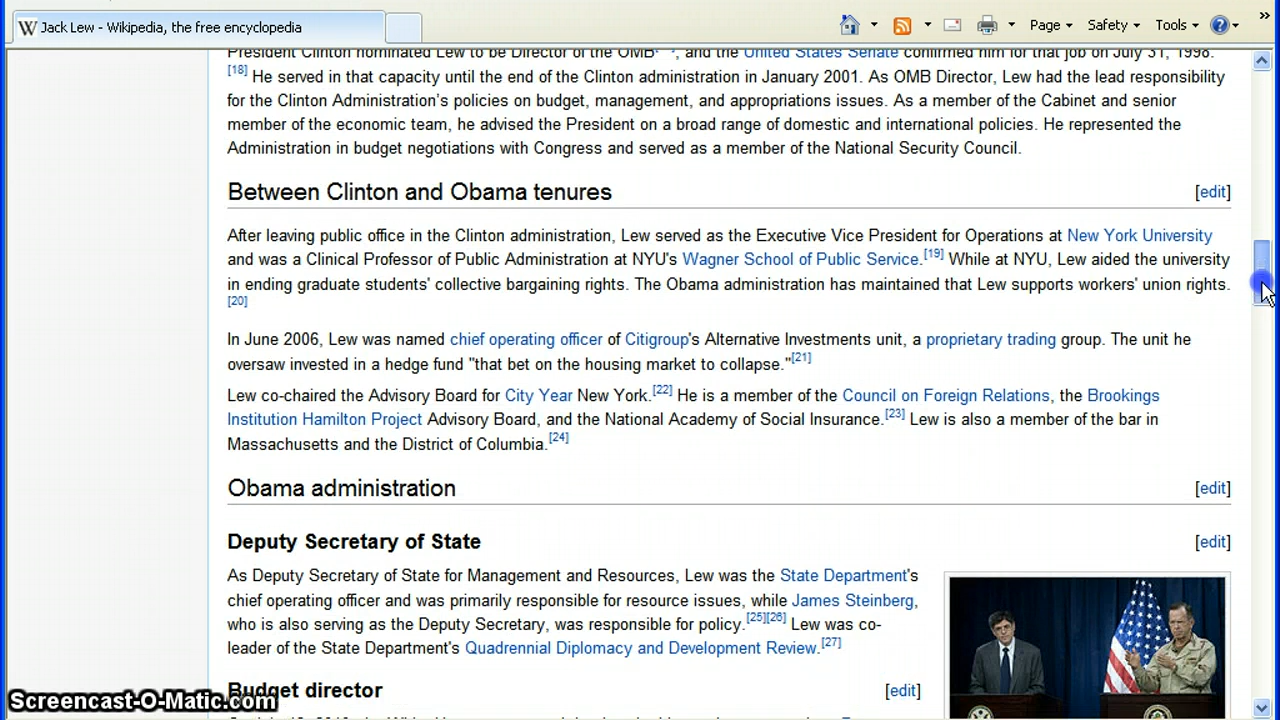 Jack Lew - Wikipedia, the free encyclopedia
Page Safety Tools
President Clinton nominated Lew to be Director of the OMB, and the United States Senate confirmed him for that job on July 31, 1998.
[18] He served in that capacity until the end of the Clinton administration in January 2001. As OMB Director, Lew had the lead responsibility
for the Clinton Administration's policies on budget, management, and appropriations issues. As a member of the Cabinet and senior
member of the economic team, he advised the President on a broad range of domestic and international policies. He represented the
Administration in budget negotiations with Congress and served as a member of the National Security Council.
Between Clinton and Obama tenures [edit]
After leaving public office in the Clinton administration, Lew served as the Executive Vice President for Operations at New York University
and was a Clinical Professor of Public Administration at NYU's Wagner School of Public Service.[19] While at NYU, Lew aided the university
in ending graduate students' collective bargaining rights. The Obama administration has maintained that Lew supports workers' union rights.
[20]
In June 2006, Lew was named chief operating officer of Citigroup's Alternative Investments unit, a proprietary trading group. The unit he
oversaw invested in a hedge fund "that bet on the housing market to collapse."[21]
Lew co-chaired the Advisory Board for City Year New York.[22] He is a member of the Council on Foreign Relations, the Brookings
Institution Hamilton Project Advisory Board, and the National Academy of Social Insurance.[23] Lew is also a member of the bar in
Massachusetts and the District of Columbia.[24]
Obama administration [edit]
Deputy Secretary of State [edit]
As Deputy Secretary of State for Management and Resources, Lew was the State Department's
chief operating officer and was primarily responsible for resource issues, while James Steinberg,
who is also serving as the Deputy Secretary, was responsible for policy.[25][26] Lew was co-
leader of the State Department's Quadrennial Diplomacy and Development Review.[27]
Budget director [edit]
Screencast-O-Matic.com